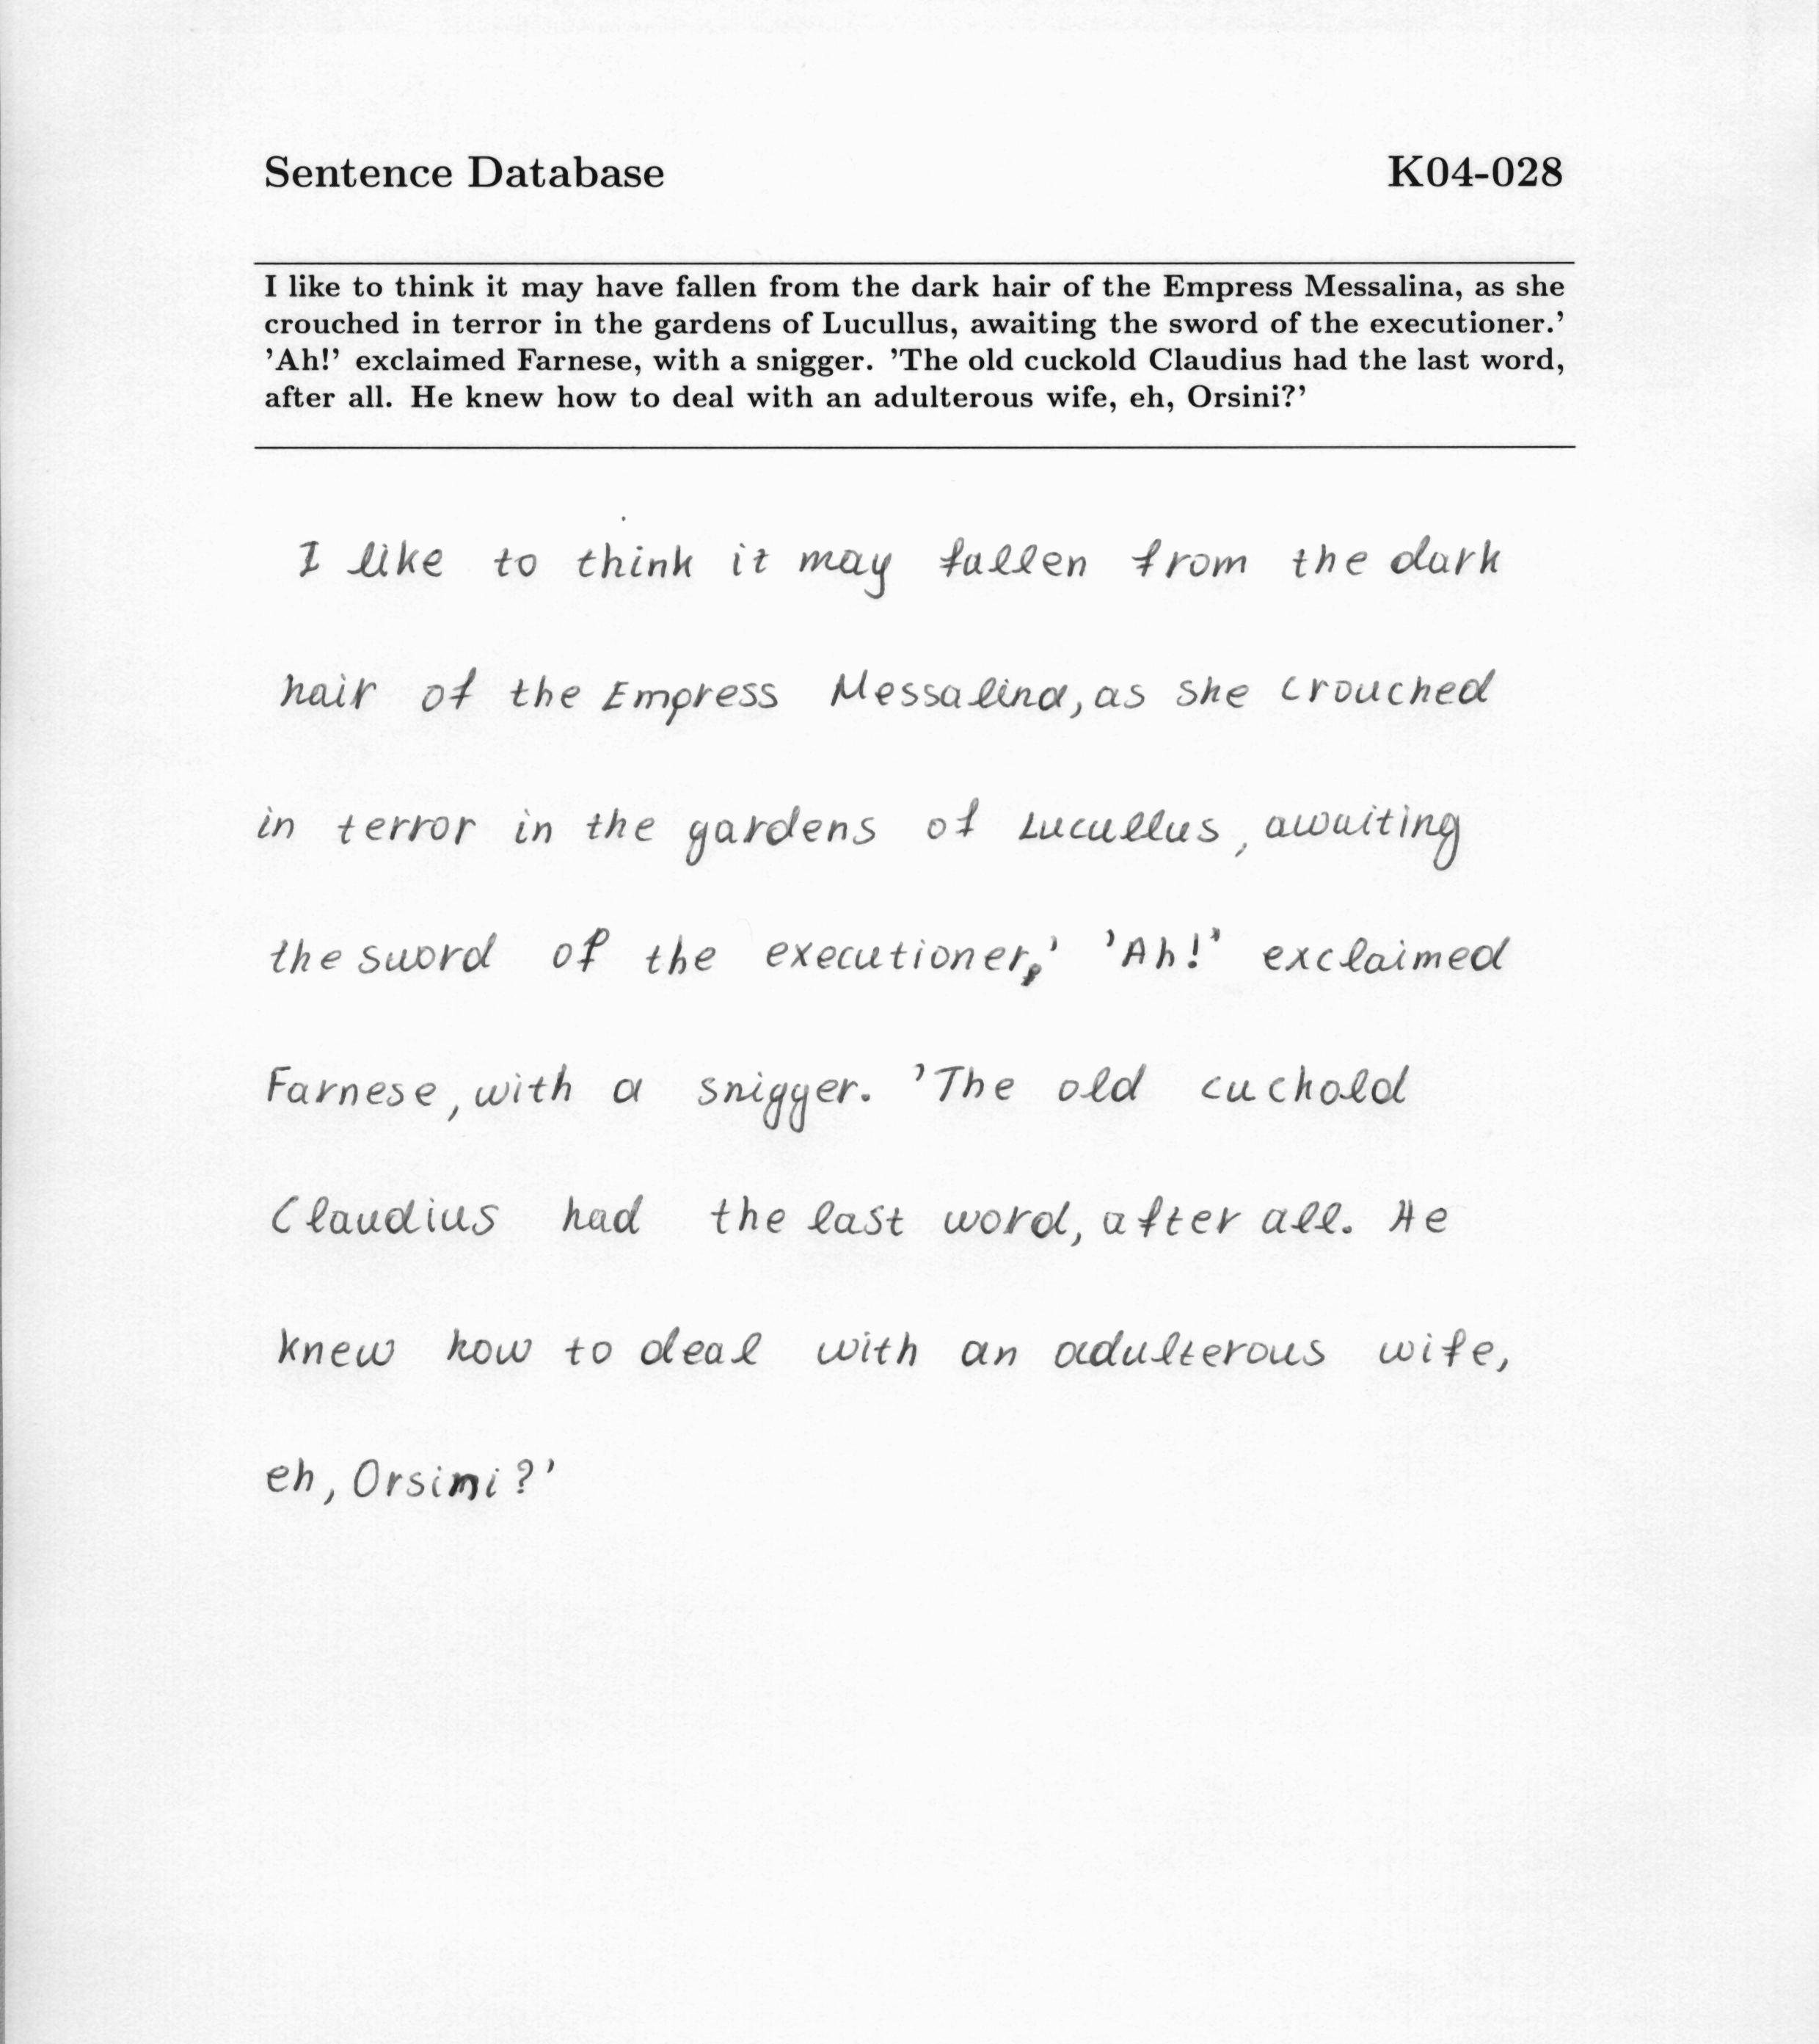 Sentence Database K04-028
I like to think it may have fallen from the dark hair of the Empress Messalina, as she
crouched in terror in the gardens of Lucullus, awaiting the sword of the executioner.’
’Ah!’ exclaimed Farnese, with a snigger. ’The old cuckold Claudius had the last word,
after all. He knew how to deal with an adulterous wife, eh, Orsini?’
I like to think it may fallen from the dark
hair of the Empress Messalina, as she crouched
in terror in the gardens of Lucullus, awaiting
the sword of the executioner,’ ’Ah!’ exclaimed
Farnese, with a snigger. ’The old cuckold
Claudius had the last word, after all. He
knew how to deal with an adulterous wife,
eh, Orsini?’